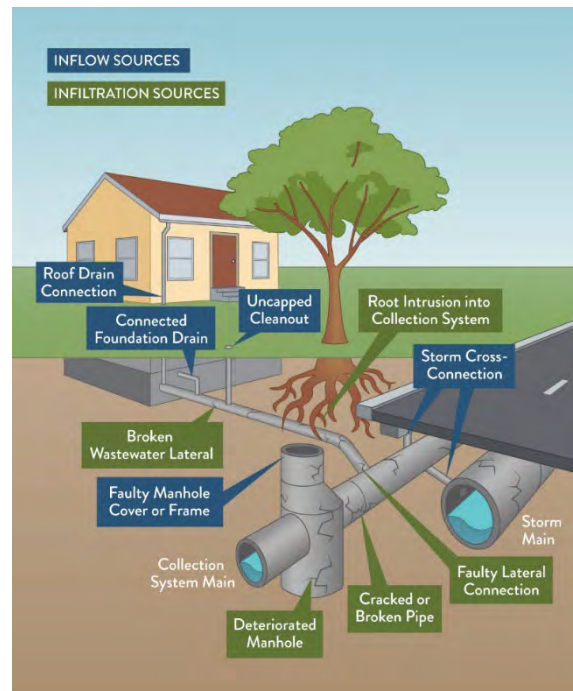 INFLOW SOURCES
INFILTRATION SOURCES
Roof Drain
Connection
Uncapped
Cleanout
Root Intrusion into
Collection System
Connected
Foundation Drain
Storm Cross-
Connection
Broken
Wastewater Lateral
Faulty Manhole
Cover or Frame
Storm
Main
Collection
System Main
Faulty Lateral
Connection
Cracked or
Broken Pipe
Deteriorated
Manhole